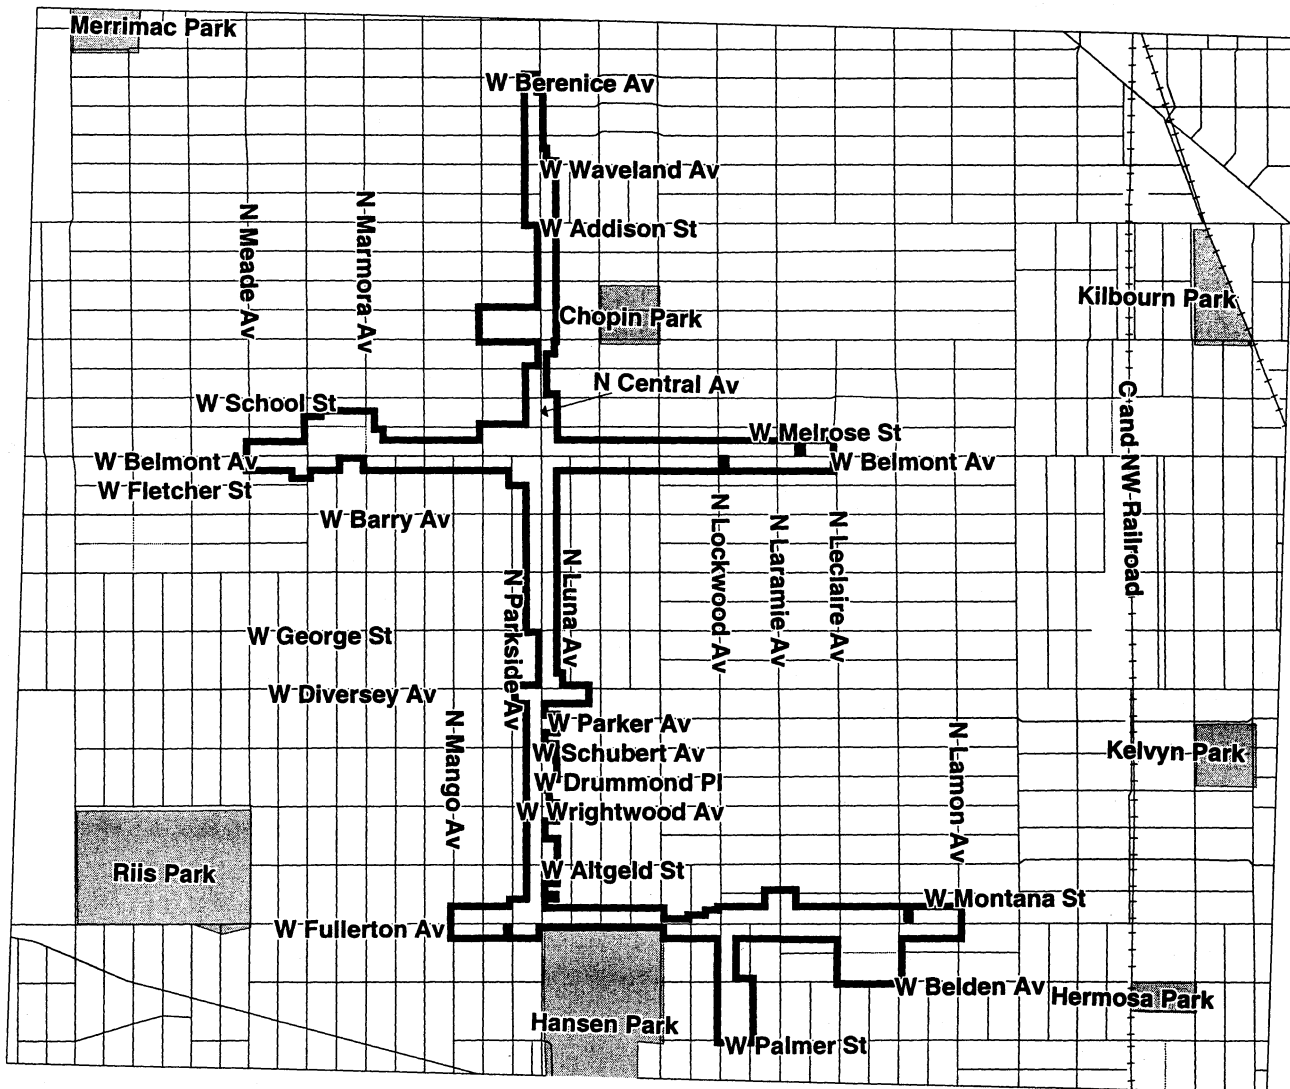 Merrimac Park
W Berenice Av
W Waveland Av
N Meade Av
N Marmora Av
W Addison St
Kilbourn Park
Chopin Park
N Central Av
C and NW Railroad
W School St
W Melrose St
W Belmont Av
W Belmont Av
W Fletcher St
W Barry Av
N Lockwood Av
N Laramie Av
N Leclaire Av
N Luna Av
N Parkside Av
W George St
W Diversey Av
N Mango Av
W Parker Av
N Lamon Av
W Schubert Av
Kelvyn Park
W Drummond Pl
W Wrightwood Av
Riis Park
W Altgeld St
W Montana St
W Fullerton Av
W Belden Av
Hermosa Park
Hansen Park
W Palmer St